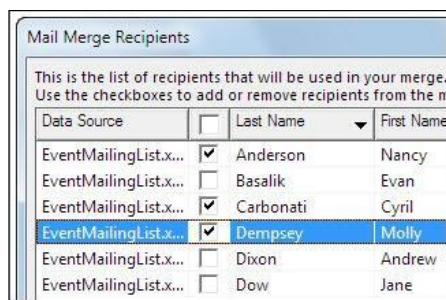 Mail Merge Recipients
This is the list of recipients that will be used in your merge.
Use the checkboxes to add or remove recipients from the m
Data Source Last Name First Name
EventMailingList.x... Anderson Nancy
EventMailingList.x... Basalik Evan
EventMailingList.x... Carbonati Cyril
EventMailingList.x... Dempsey Molly
EventMailingList.x... Dixon Andrew
EventMailingList.x... Dow Jane